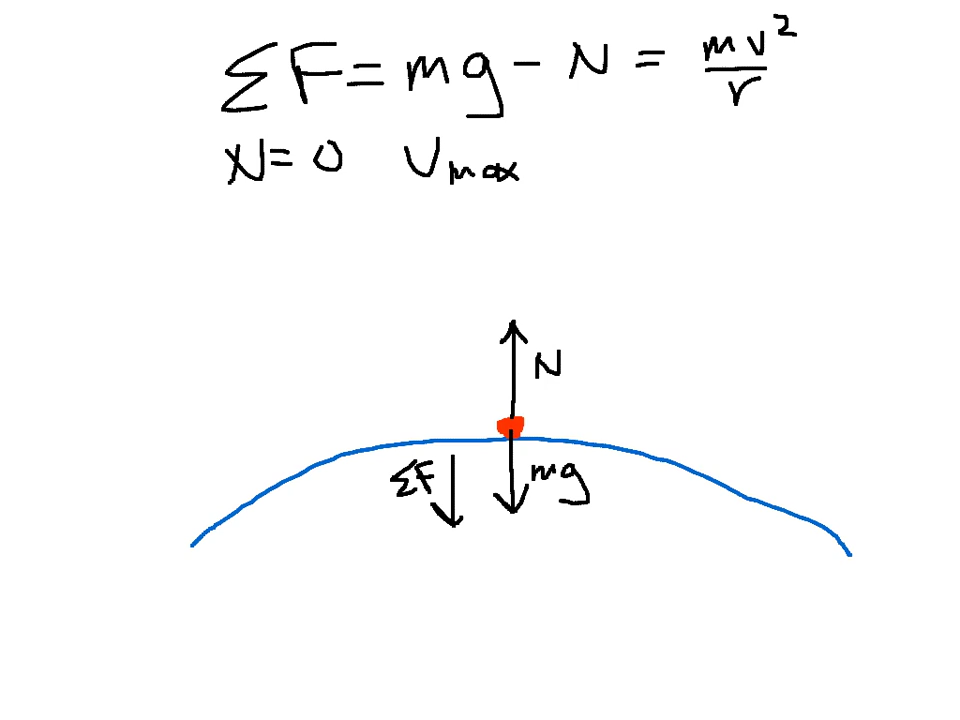 ΣF = mg - N = mv²/r
N = 0 Vmax
N
ΣF
mg